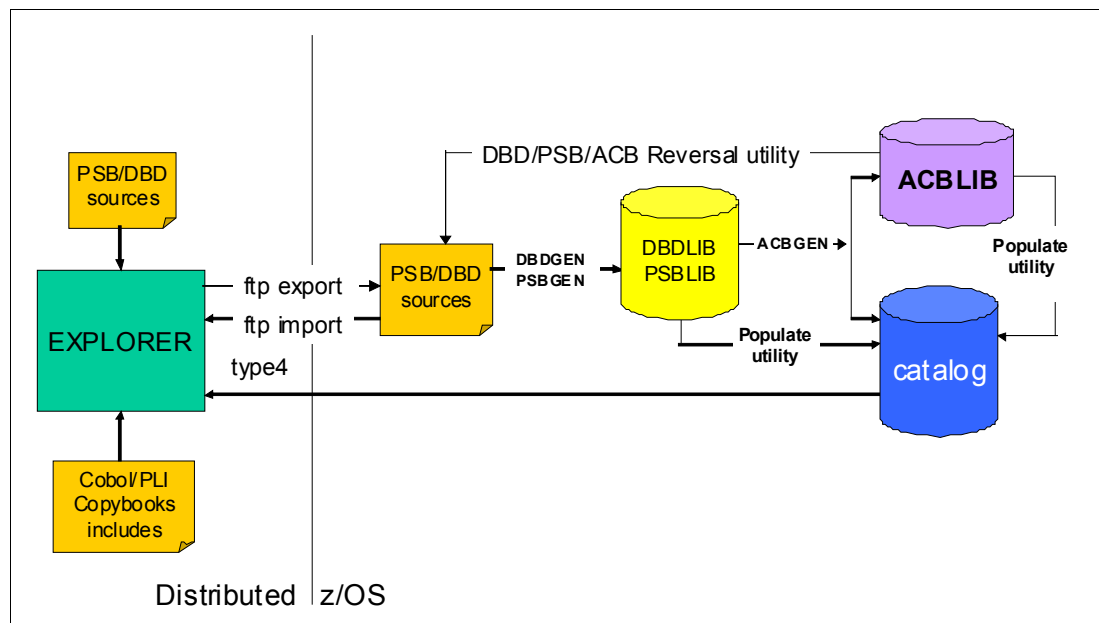 PSB/DBD
sources
EXPLORER
Cobol/PLI
Copybooks
includes
ftp export
ftp import
type4
PSB/DBD
sources
DBD/PSB/ACB Reversal utility
DBDGEN
PSBGEN
DBDLIB
PSBLIB
ACBGEN
Populate
utility
ACBLIB
Populate
utility
catalog
Distributed
z/OS